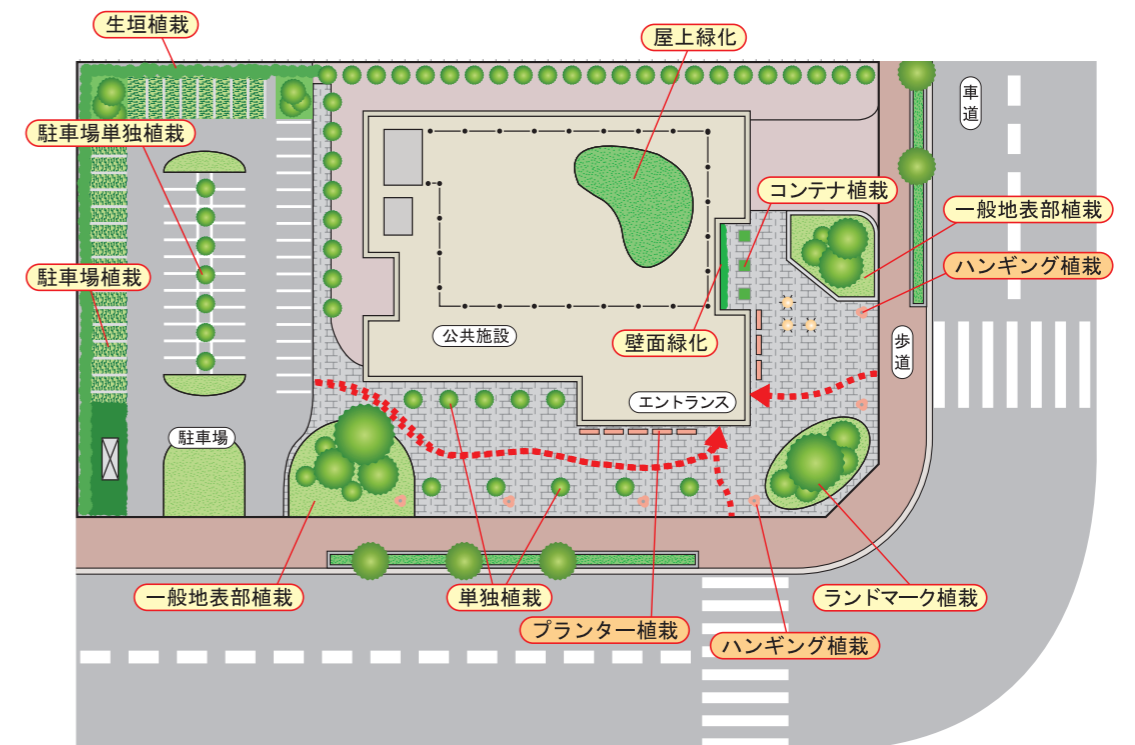 生垣植栽
屋上緑化
車道
駐車場単独植栽
コンテナ植栽
一般地表部植栽
ハンギング植栽
駐車場植栽
公共施設
壁面緑化
歩道
エントランス
駐車場
一般地表部植栽
単独植栽
ランドマーク植栽
プランター植栽
ハンギング植栽